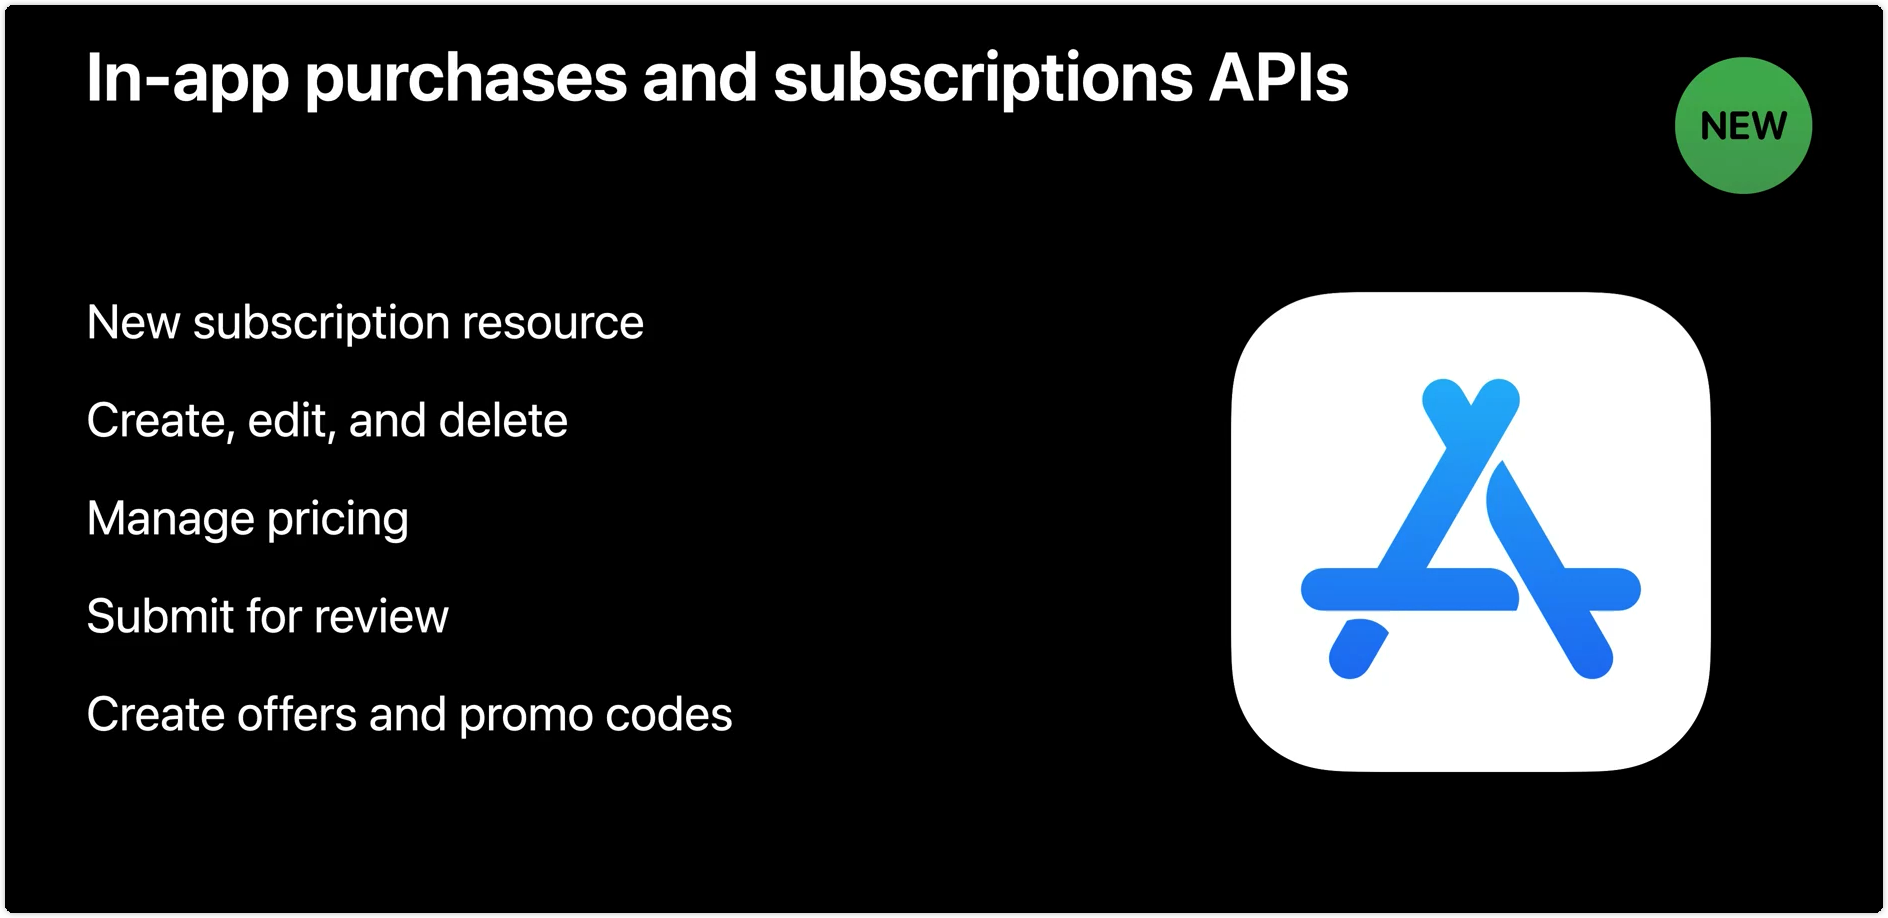 In-app purchases and subscriptions APIs
NEW
New subscription resource
Create, edit, and delete
Manage pricing
Submit for review
Create offers and promo codes